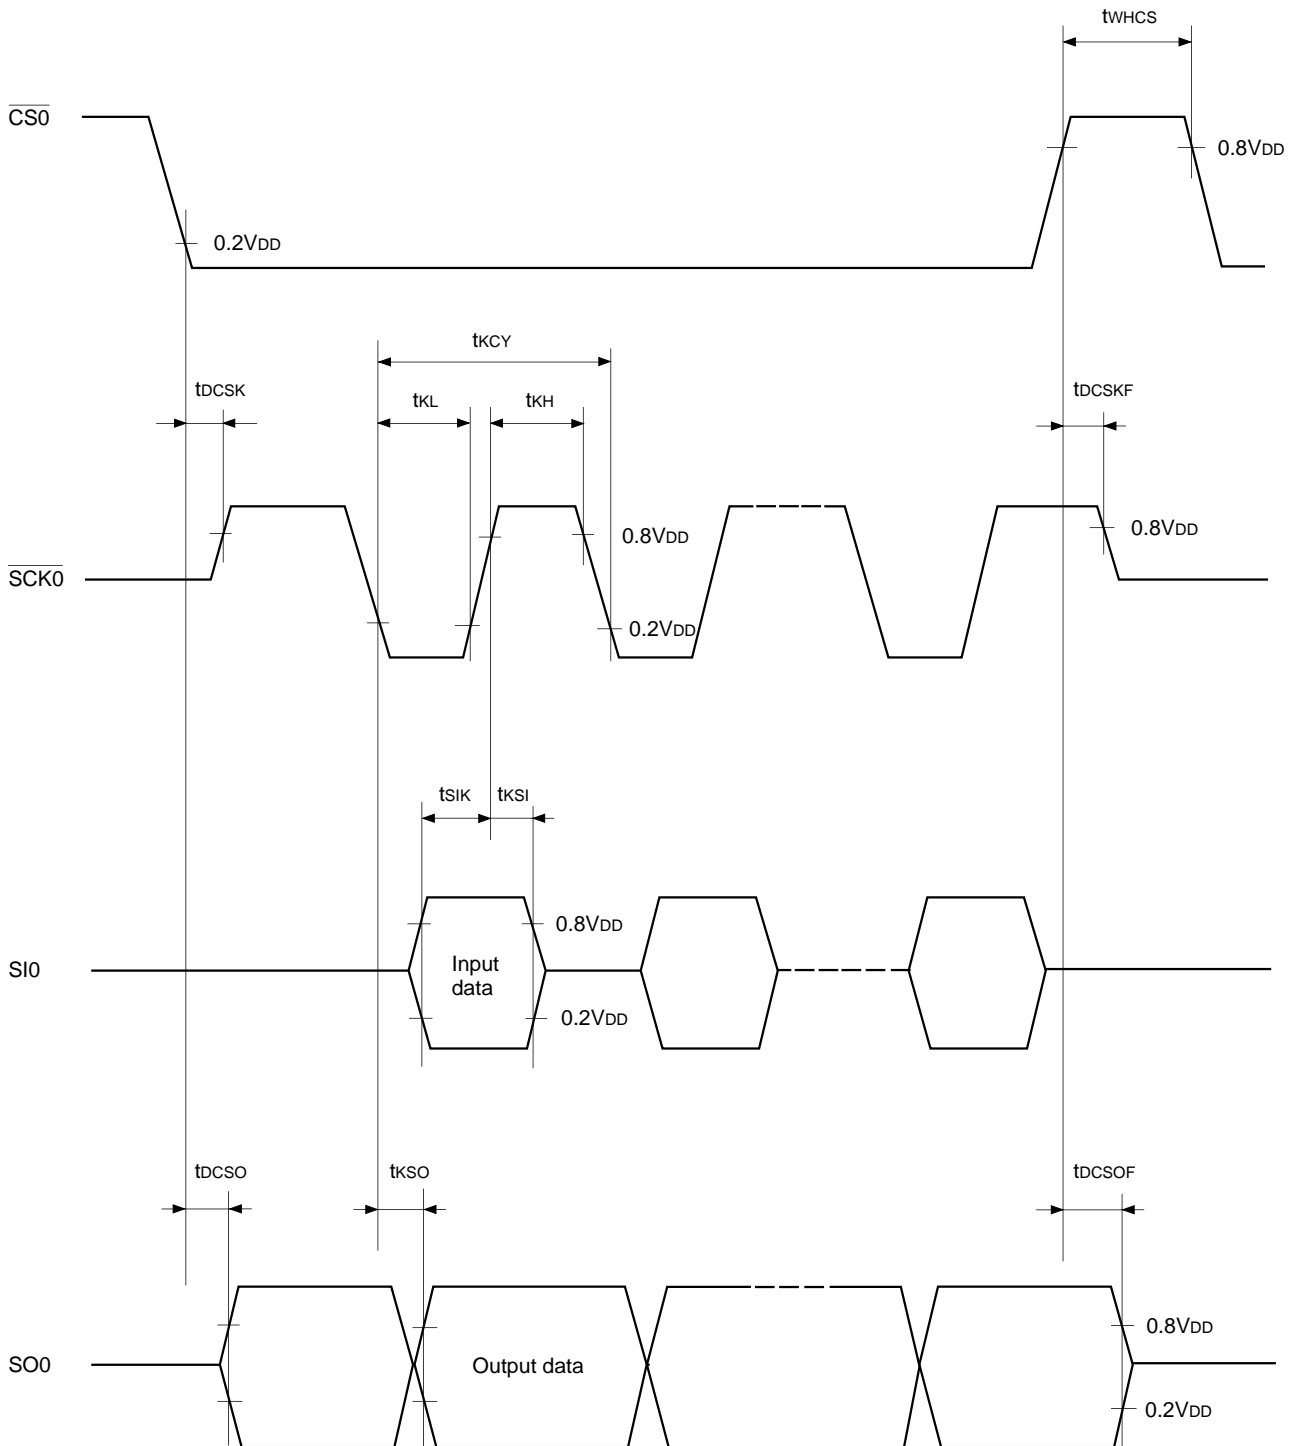 tWHCS
CS0
0.8VDD
0.2VDD
tKCY
tDCSK
tKL
tKH
tDCSKF
0.8VDD
0.8VDD
SCK0
0.2VDD
tSIK
tKSI
0.8VDD
SI0
Input
data
0.2VDD
tDCSO
tKSO
tDCSOF
0.8VDD
SO0
Output data
0.2VDD